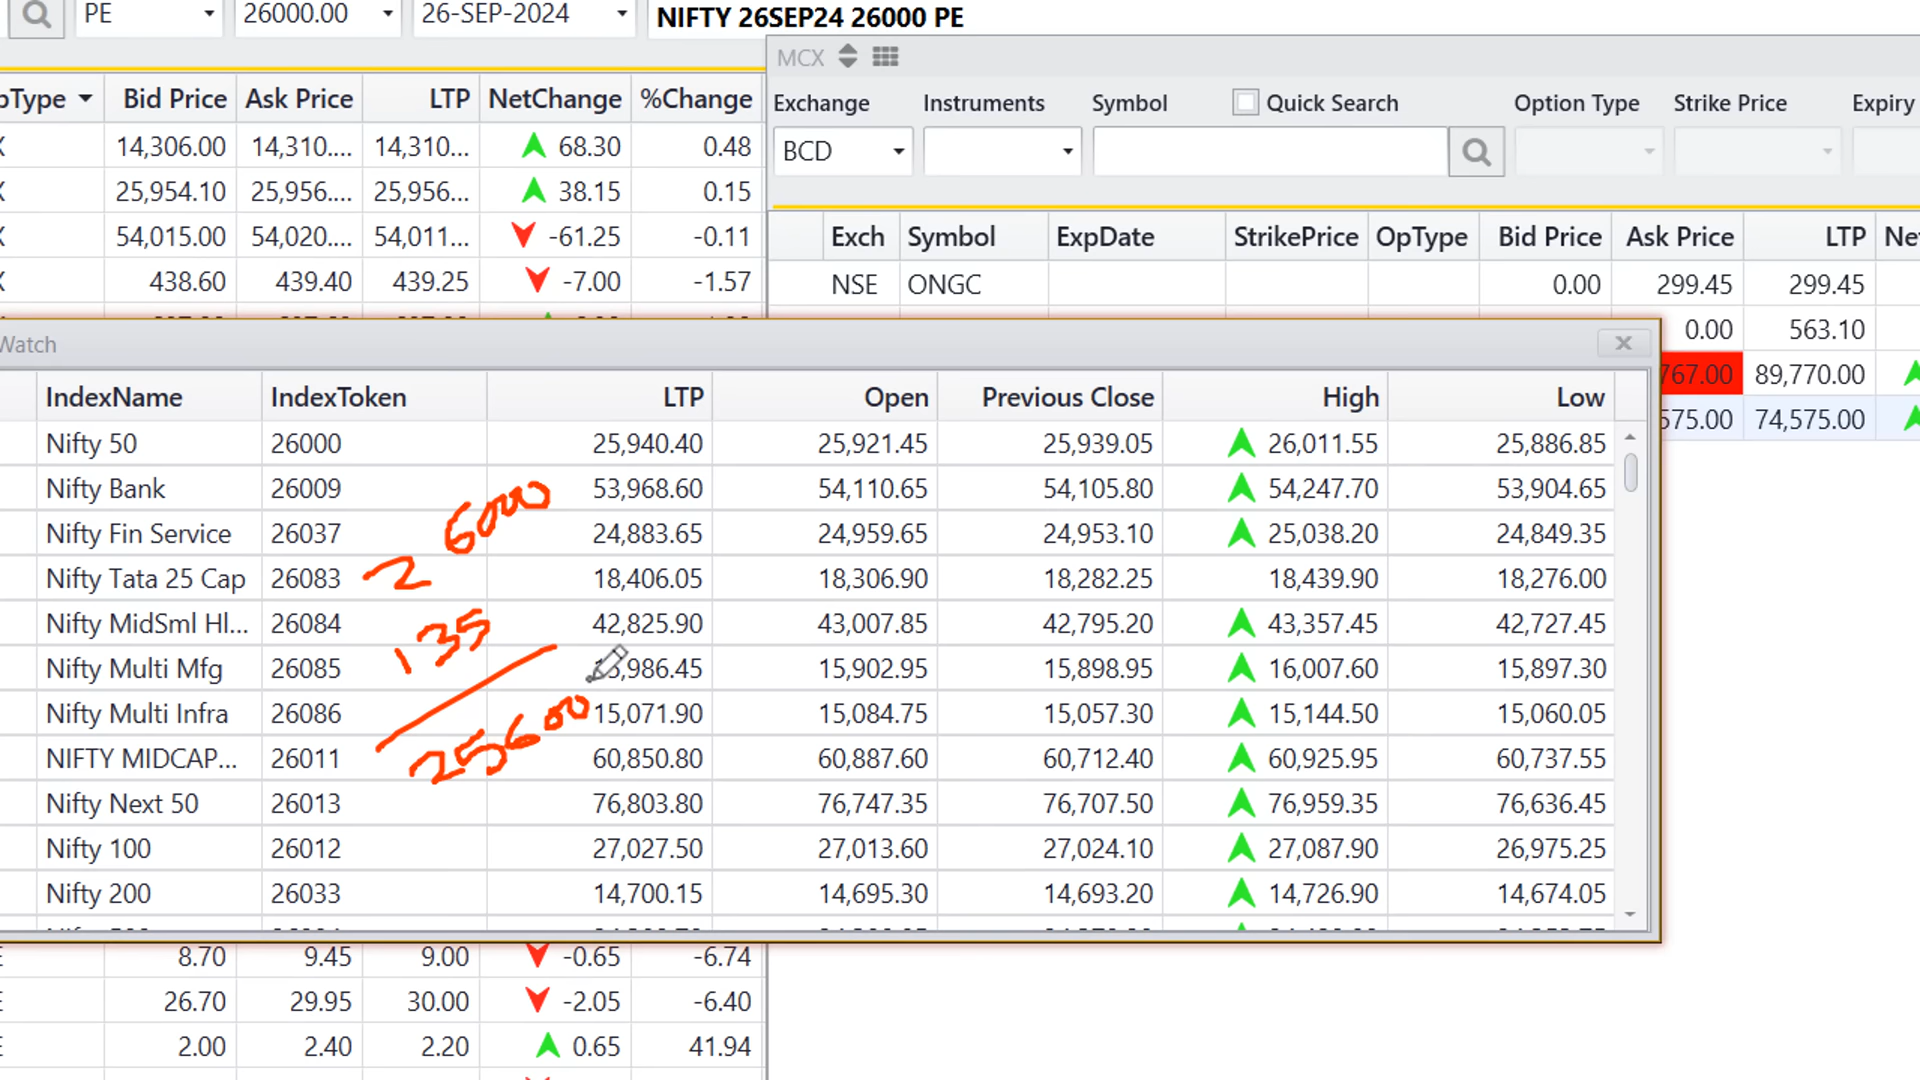 PE 26000.00 26-SEP-2024 NIFTY 26SEP24 26000 PE
MCX
Exchange Instruments Symbol Quick Search Option Type Strike Price Expiry
BCD
pType Bid Price Ask Price LTP NetChange %Change
X 14,306.00 14,310.... 14,310... 68.30 0.48
X 25,954.10 25,956.... 25,956... 38.15 0.15
X 54,015.00 54,020.... 54,011... -61.25 -0.11
X 438.60 439.40 439.25 -7.00 -1.57
Exch Symbol ExpDate StrikePrice OpType Bid Price Ask Price LTP Ne
NSE ONGC 0.00 299.45 299.45
0.00 563.10
767.00 89,770.00
575.00 74,575.00
Watch
IndexName IndexToken LTP Open Previous Close High Low
Nifty 50 26000 25,940.40 25,921.45 25,939.05 26,011.55 25,886.85
Nifty Bank 26009 53,968.60 54,110.65 54,105.80 54,247.70 53,904.65
Nifty Fin Service 26037 24,883.65 24,959.65 24,953.10 25,038.20 24,849.35
Nifty Tata 25 Cap 26083 18,406.05 18,306.90 18,282.25 18,439.90 18,276.00
Nifty MidSml Hl... 26084 42,825.90 43,007.85 42,795.20 43,357.45 42,727.45
Nifty Multi Mfg 26085 5,986.45 15,902.95 15,898.95 16,007.60 15,897.30
Nifty Multi Infra 26086 15,071.90 15,084.75 15,057.30 15,144.50 15,060.05
NIFTY MIDCAP... 26011 60,850.80 60,887.60 60,712.40 60,925.95 60,737.55
Nifty Next 50 26013 76,803.80 76,747.35 76,707.50 76,959.35 76,636.45
Nifty 100 26012 27,027.50 27,013.60 27,024.10 27,087.90 26,975.25
Nifty 200 26033 14,700.15 14,695.30 14,693.20 14,726.90 14,674.05
26000
135
25600
8.70 9.45 9.00 -0.65 -6.74
26.70 29.95 30.00 -2.05 -6.40
2.00 2.40 2.20 0.65 41.94